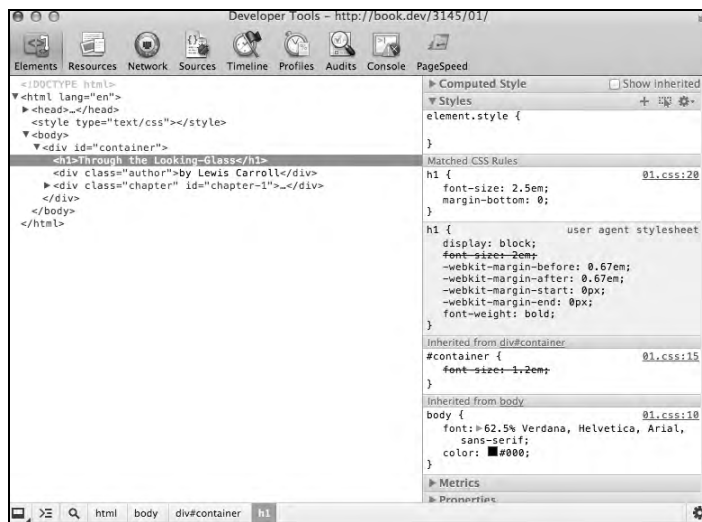 Developer Tools – http://book.dev/3145/01/
Elements Resources Network Sources Timeline Profiles Audits Console PageSpeed
<!DOCTYPE html>
▼<html lang="en">
▶<head>…</head>
<style type="text/css"></style>
▼<body>
▼<div id="container">
<h1>Through the Looking-Glass</h1>
<div class="author">by Lewis Carroll</div>
▶<div class="chapter" id="chapter-1">…</div>
</div>
</body>
</html>
▶ Computed Style Show inherited
▼ Styles
element.style {
}
Matched CSS Rules
h1 { 01.css:20
font-size: 2.5em;
margin-bottom: 0;
}
h1 { user agent stylesheet
display: block;
font-size: 2em;
-webkit-margin-before: 0.67em;
-webkit-margin-after: 0.67em;
-webkit-margin-start: 0px;
-webkit-margin-end: 0px;
font-weight: bold;
}
Inherited from div#container
#container { 01.css:15
font-size: 1.2em;
}
Inherited from body
body { 01.css:10
font: ▶62.5% Verdana, Helvetica, Arial,
sans-serif;
color: #000;
}
▶ Metrics
▶ Properties
html body div#container h1